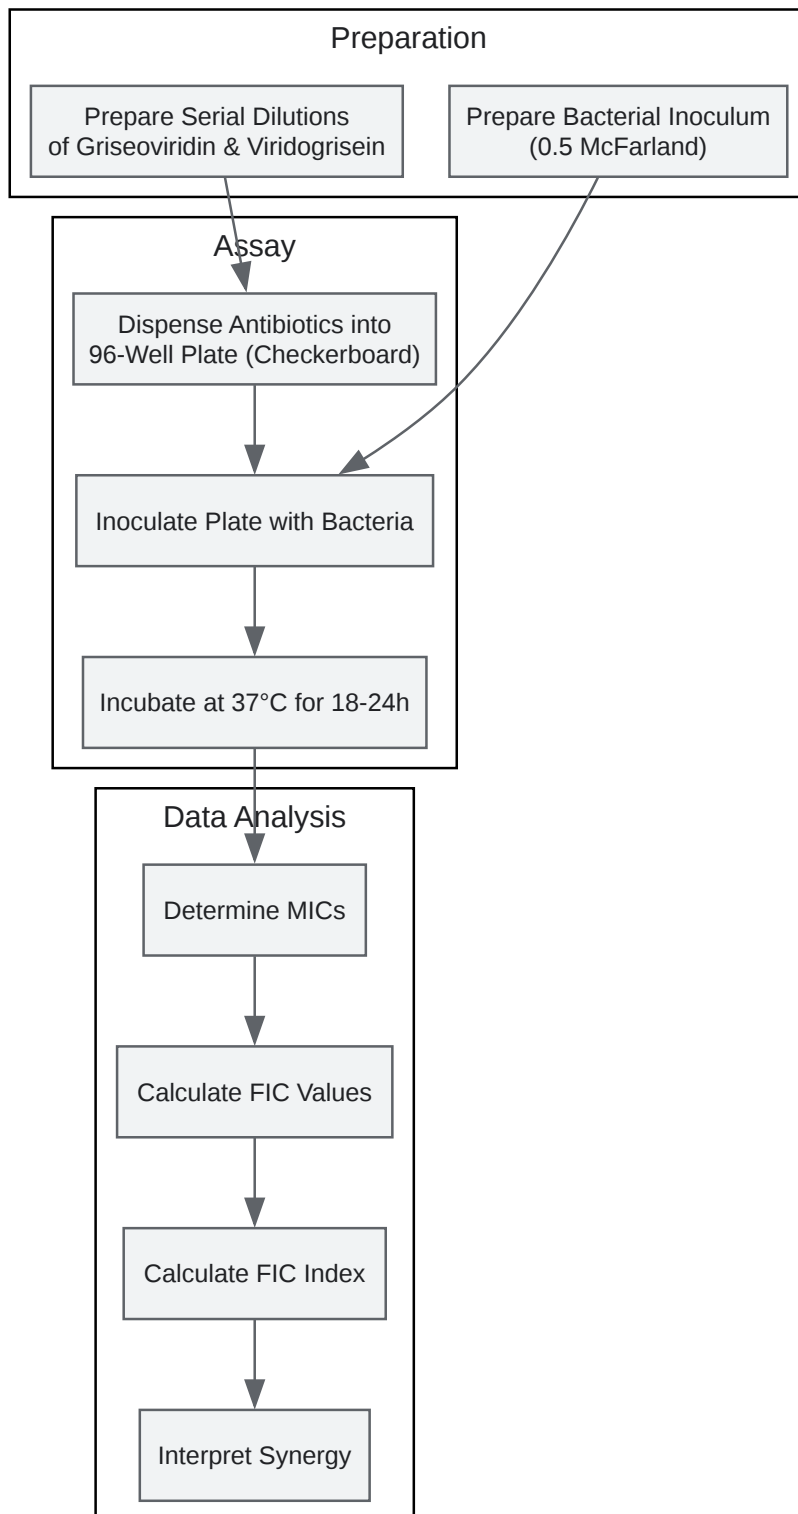 Preparation
Prepare Serial Dilutions
of Griseoviridin & Viridogrisein
Prepare Bacterial Inoculum
(0.5 McFarland)
Assay
Dispense Antibiotics into
96-Well Plate (Checkerboard)
Inoculate Plate with Bacteria
Incubate at 37°C for 18-24h
Data Analysis
Determine MICs
Calculate FIC Values
Calculate FIC Index
Interpret Synergy